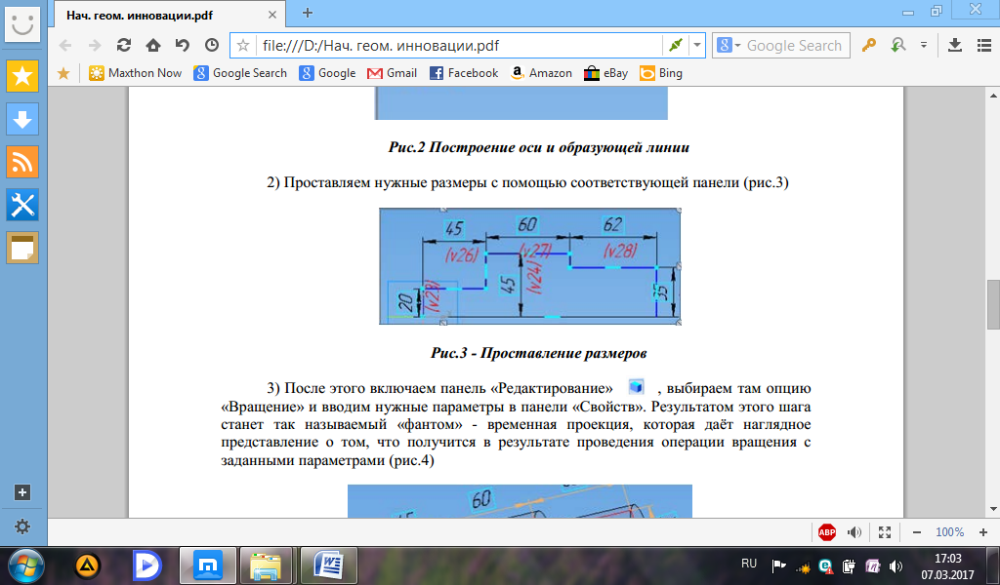 Нач. геом. инновации.pdf
file:///D:/Нач. геом. инновации.pdf
Google Search
Maxthon Now
Google Search
Google
Gmail
Facebook
Amazon
eBay
Bing
Рис.2 Построение оси и образующей линии
2) Проставляем нужные размеры с помощью соответствующей панели (рис.3)
45 60 62
(v26) (v27) (v28)
20 (v23) 45 (v24) 35
Рис.3 - Проставление размеров
3) После этого включаем панель «Редактирование» , выбираем там опцию
«Вращение» и вводим нужные параметры в панели «Свойств». Результатом этого шага
станет так называемый «фантом» - временная проекция, которая даёт наглядное
представление о том, что получится в результате проведения операции вращения с
заданными параметрами (рис.4)
60
ABP
100%
RU
17:03
07.03.2017